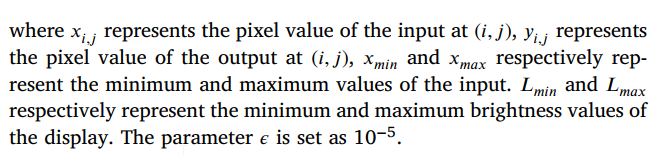 where x_{i,j} represents the pixel value of the input at (i, j), y_{i,j} represents
the pixel value of the output at (i, j), x_{min} and x_{max} respectively rep-
resent the minimum and maximum values of the input. L_{min} and L_{max}
respectively represent the minimum and maximum brightness values of
the display. The parameter ϵ is set as 10^{-5}.